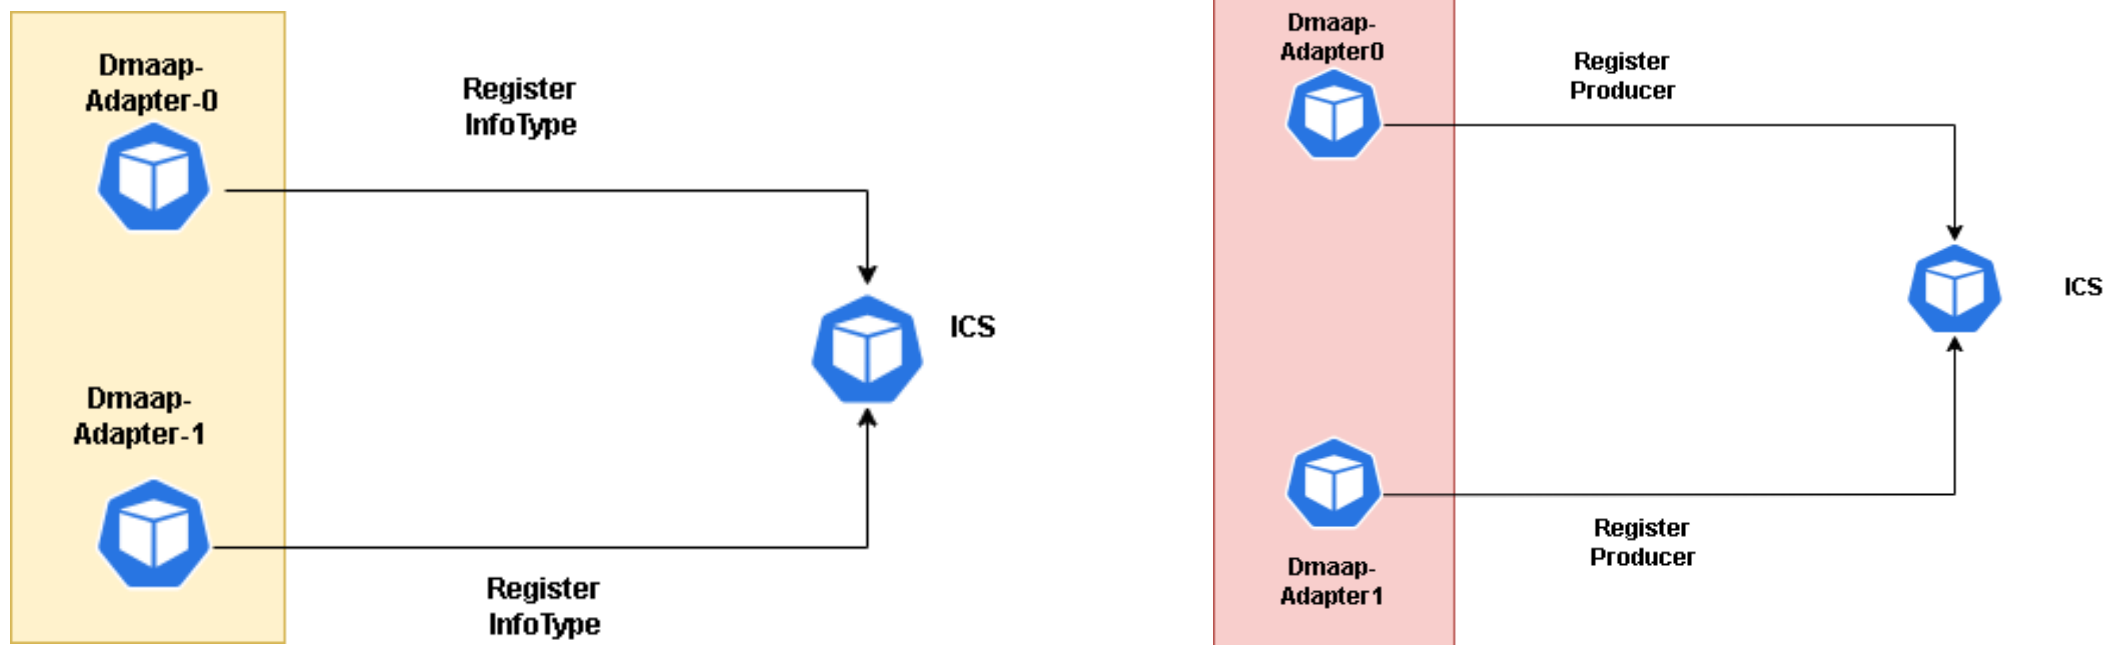 Dmaap-
Adapter-0
Register
InfoType
ICS
Dmaap-
Adapter-1
Register
InfoType
Dmaap-
Adapter0
Register
Producer
ICS
Register
Producer
Dmaap-
Adapter1